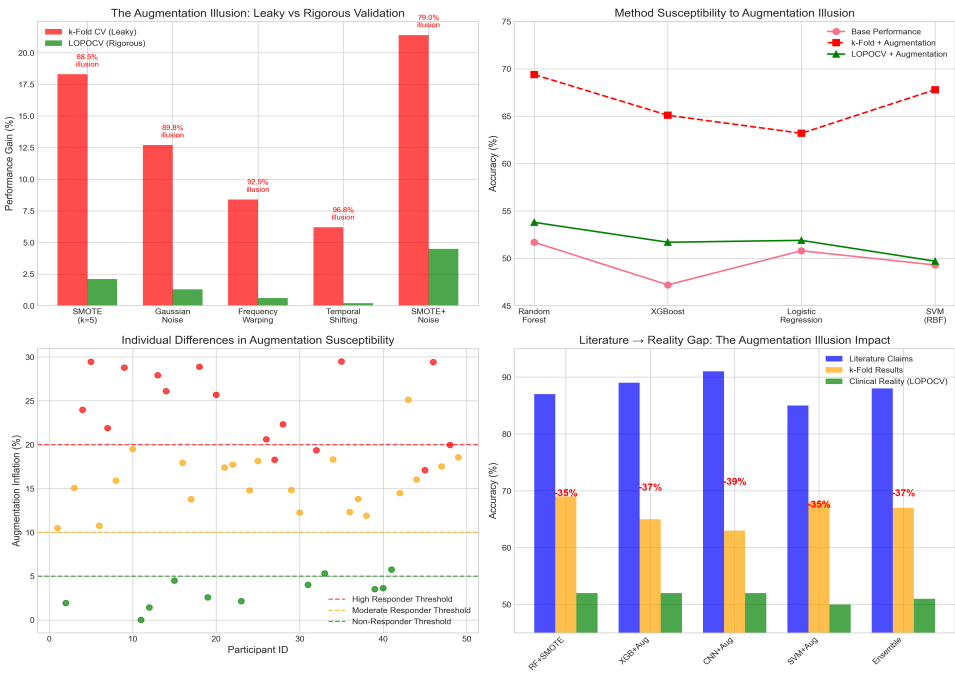 The Augmentation Illusion: Leaky vs Rigorous Validation
k-Fold CV (Leaky)
LOPOCV (Rigorous)
Performance Gain (%)
20.0
17.5
15.0
12.5
10.0
7.5
5.0
2.5
0.0
88.5%
illusion
89.8%
illusion
92.9%
illusion
96.8%
illusion
79.0%
illusion
SMOTE
(k=5)
Gaussian
Noise
Frequency
Warping
Temporal
Shifting
SMOTE+
Noise
Method Susceptibility to Augmentation Illusion
Base Performance
k-Fold + Augmentation
LOPOCV + Augmentation
Accuracy (%)
75
70
65
60
55
50
45
Random
Forest
XGBoost
Logistic
Regression
SVM
(RBF)
Individual Differences in Augmentation Susceptibility
Augmentation Inflation (%)
30
25
20
15
10
5
0
High Responder Threshold
Moderate Responder Threshold
Non-Responder Threshold
0
10
20
30
40
50
Participant ID
Literature → Reality Gap: The Augmentation Illusion Impact
Literature Claims
k-Fold Results
Clinical Reality (LOPOCV)
Accuracy (%)
90
80
70
60
50
-35%
-37%
-39%
-35%
-37%
RF+SMOTE
XGB+Aug
CNN+Aug
SVM+Aug
Ensemble